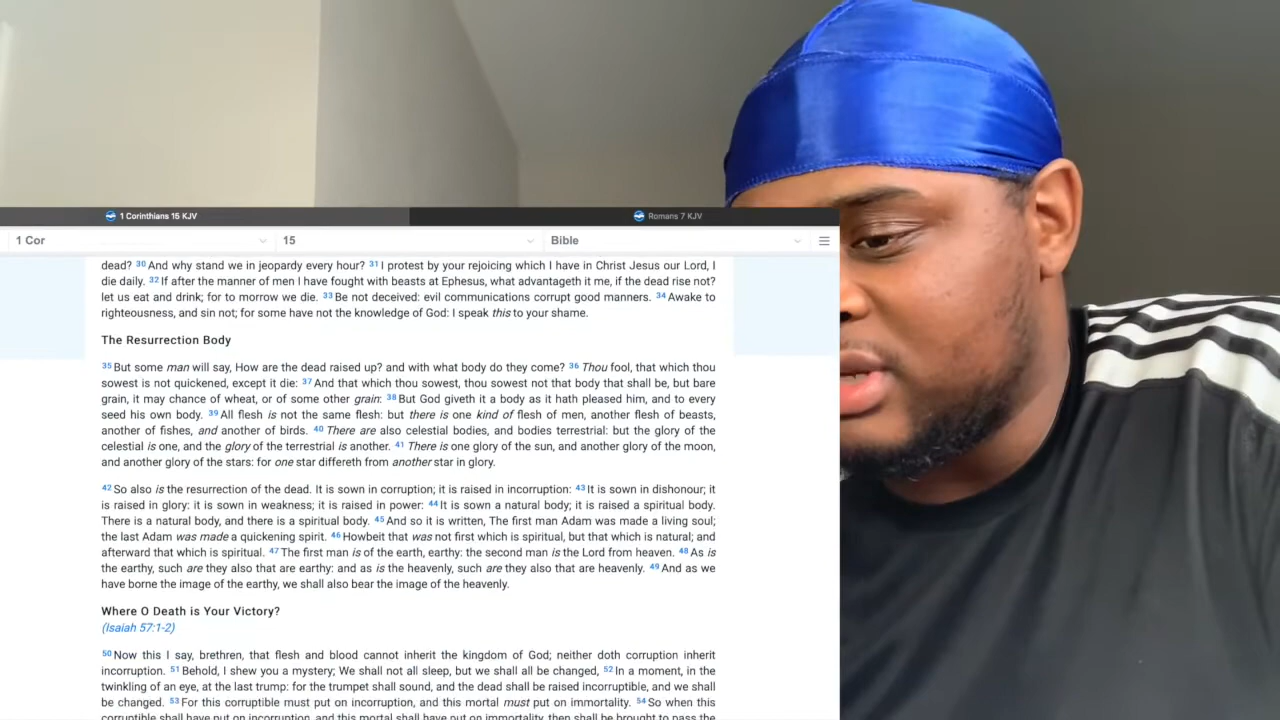 1 Corinthians 15 KJV
Romans 7 KJV
1 Cor
15
Bible
dead? 30 And why stand we in jeopardy every hour? 31 I protest by your rejoicing which I have in Christ Jesus our Lord, I
die daily. 32 If after the manner of men I have fought with beasts at Ephesus, what advantageth it me, if the dead rise not?
let us eat and drink; for to morrow we die. 33 Be not deceived: evil communications corrupt good manners. 34 Awake to
righteousness, and sin not; for some have not the knowledge of God: I speak this to your shame.
The Resurrection Body
35 But some man will say, How are the dead raised up? and with what body do they come? 36 Thou fool, that which thou
sowest is not quickened, except it die: 37 And that which thou sowest, thou sowest not that body that shall be, but bare
grain, it may chance of wheat, or of some other grain: 38 But God giveth it a body as it hath pleased him, and to every
seed his own body. 39 All flesh is not the same flesh: but there is one kind of flesh of men, another flesh of beasts,
another of fishes, and another of birds. 40 There are also celestial bodies, and bodies terrestrial: but the glory of the
celestial is one, and the glory of the terrestrial is another. 41 There is one glory of the sun, and another glory of the moon,
and another glory of the stars: for one star differeth from another star in glory.
42 So also is the resurrection of the dead. It is sown in corruption; it is raised in incorruption: 43 It is sown in dishonour; it
is raised in glory: it is sown in weakness; it is raised in power: 44 It is sown a natural body; it is raised a spiritual body.
There is a natural body, and there is a spiritual body. 45 And so it is written, The first man Adam was made a living soul;
the last Adam was made a quickening spirit. 46 Howbeit that was not first which is spiritual, but that which is natural; and
afterward that which is spiritual. 47 The first man is of the earth, earthy: the second man is the Lord from heaven. 48 As is
the earthy, such are they also that are earthy: and as is the heavenly, such are they also that are heavenly. 49 And as we
have borne the image of the earthy, we shall also bear the image of the heavenly.
Where O Death is Your Victory?
(Isaiah 57:1-2)
50 Now this I say, brethren, that flesh and blood cannot inherit the kingdom of God; neither doth corruption inherit
incorruption. 51 Behold, I shew you a mystery; We shall not all sleep, but we shall all be changed, 52 In a moment, in the
twinkling of an eye, at the last trump: for the trumpet shall sound, and the dead shall be raised incorruptible, and we shall
be changed. 53 For this corruptible must put on incorruption, and this mortal must put on immortality. 54 So when this
corruptible shall have put on incorruption, and this mortal shall have put on immortality, then shall be brought to pass the